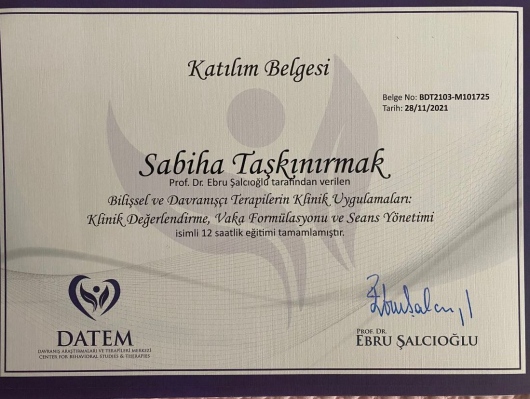 Katılım Belgesi
Belge No: BDT2103-M101725
Tarih: 28/11/2021
Sabiha Taşkınırmak
Prof. Dr. Ebru Şalcıoğlu tarafından verilen
Bilişsel ve Davranışçı Terapilerin Klinik Uygulamaları:
Klinik Değerlendirme, Vaka Formülasyonu ve Seans Yönetimi
isimli 12 saatlik eğitimi tamamlamıştır.
DATEM
DAVRANIŞ ARAŞTIRMALARI VE TERAPİLERİ MERKEZİ
CENTER FOR BEHAVIORAL STUDIES & THERAPIES
Ebru Şalcıoğlu
PROF. DR.
EBRU ŞALCIOĞLU